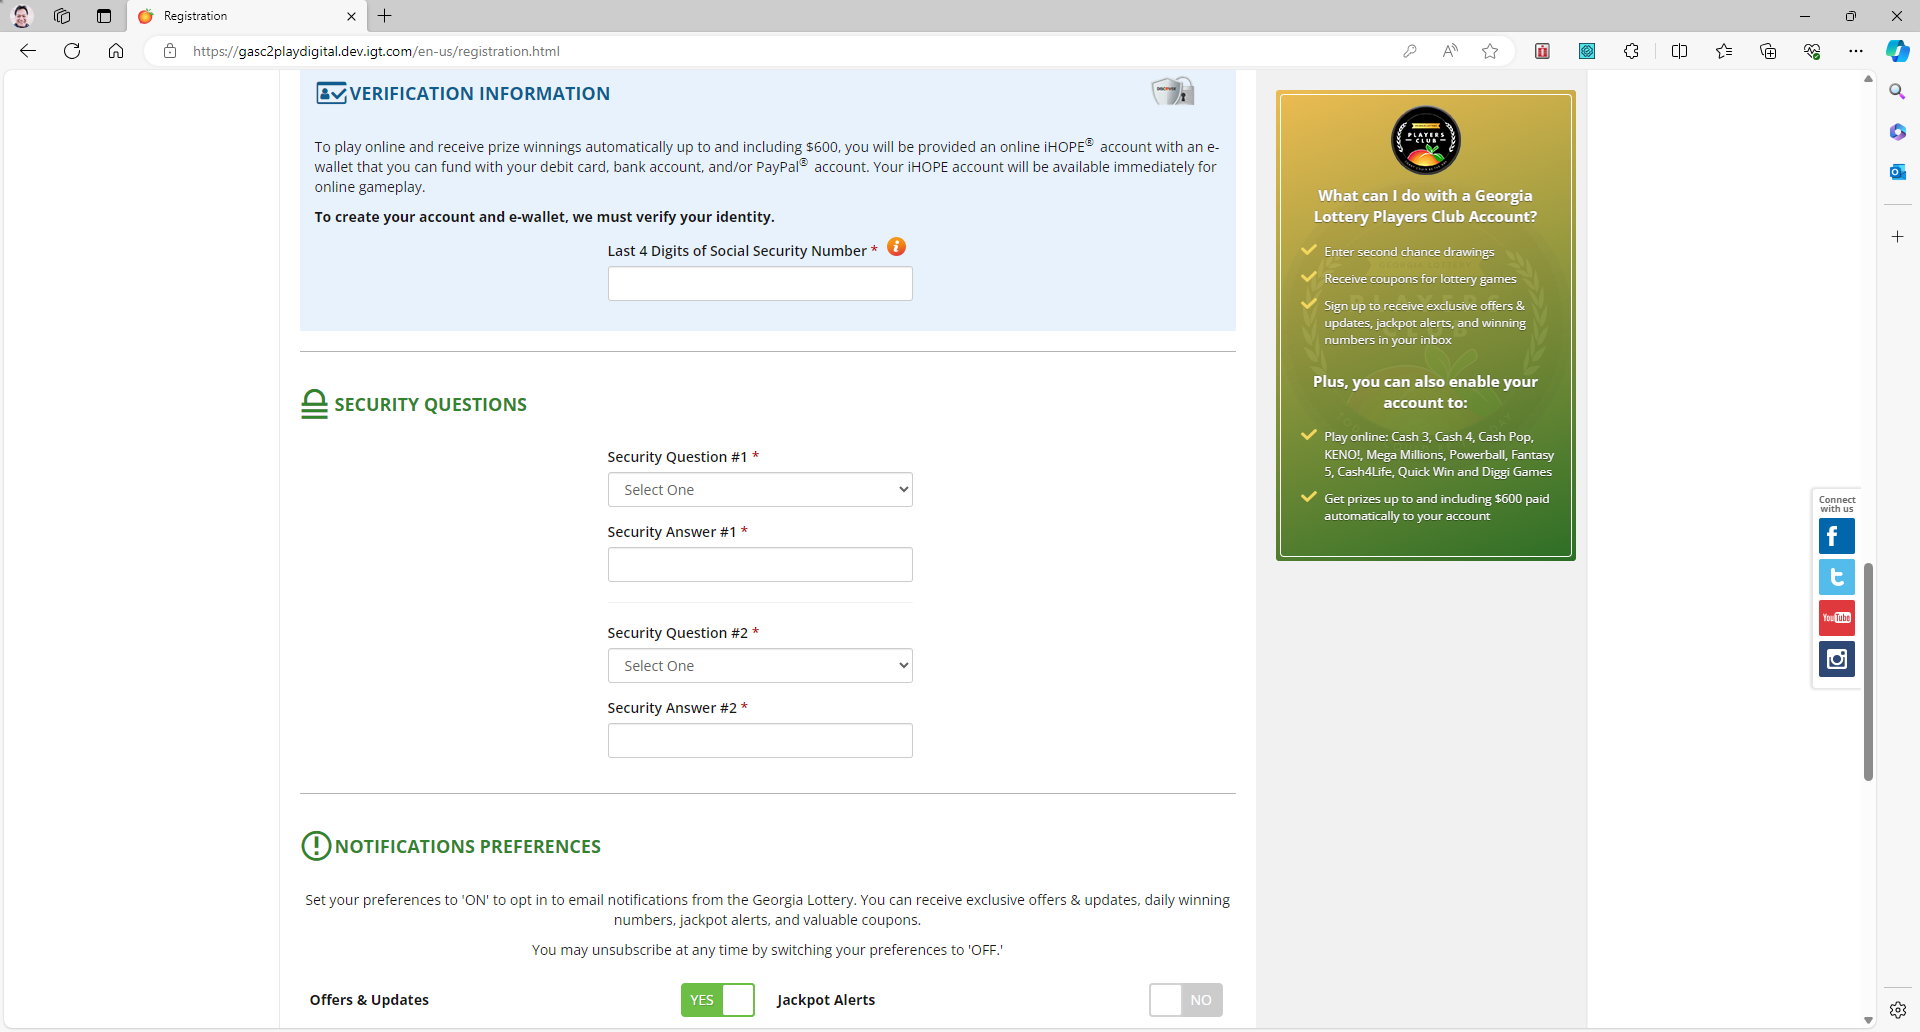 Registration
https://gasc2playdigital.dev.igt.com/en-us/registration.html
VERIFICATION INFORMATION
To play online and receive prize winnings automatically up to and including $600, you will be provided an online iHOPE® account with an e-
wallet that you can fund with your debit card, bank account, and/or PayPal® account. Your iHOPE account will be available immediately for
online gameplay.
To create your account and e-wallet, we must verify your identity.
Last 4 Digits of Social Security Number *
SECURITY QUESTIONS
Security Question #1 *
Select One
Security Answer #1 *
Security Question #2 *
Select One
Security Answer #2 *
NOTIFICATIONS PREFERENCES
Set your preferences to 'ON' to opt in to email notifications from the Georgia Lottery. You can receive exclusive offers & updates, daily winning
numbers, jackpot alerts, and valuable coupons.
You may unsubscribe at any time by switching your preferences to 'OFF.'
Offers & Updates
YES
Jackpot Alerts
NO
PLAYERS
CLUB
What can I do with a Georgia
Lottery Players Club Account?
Enter second chance drawings
Receive coupons for lottery games
Sign up to receive exclusive offers &
updates, jackpot alerts, and winning
numbers in your inbox
Plus, you can also enable your
account to:
Play online: Cash 3, Cash 4, Cash Pop,
KENO!, Mega Millions, Powerball, Fantasy
5, Cash4Life, Quick Win and Diggi Games
Get prizes up to and including $600 paid
automatically to your account
Connect
with us
YouTube